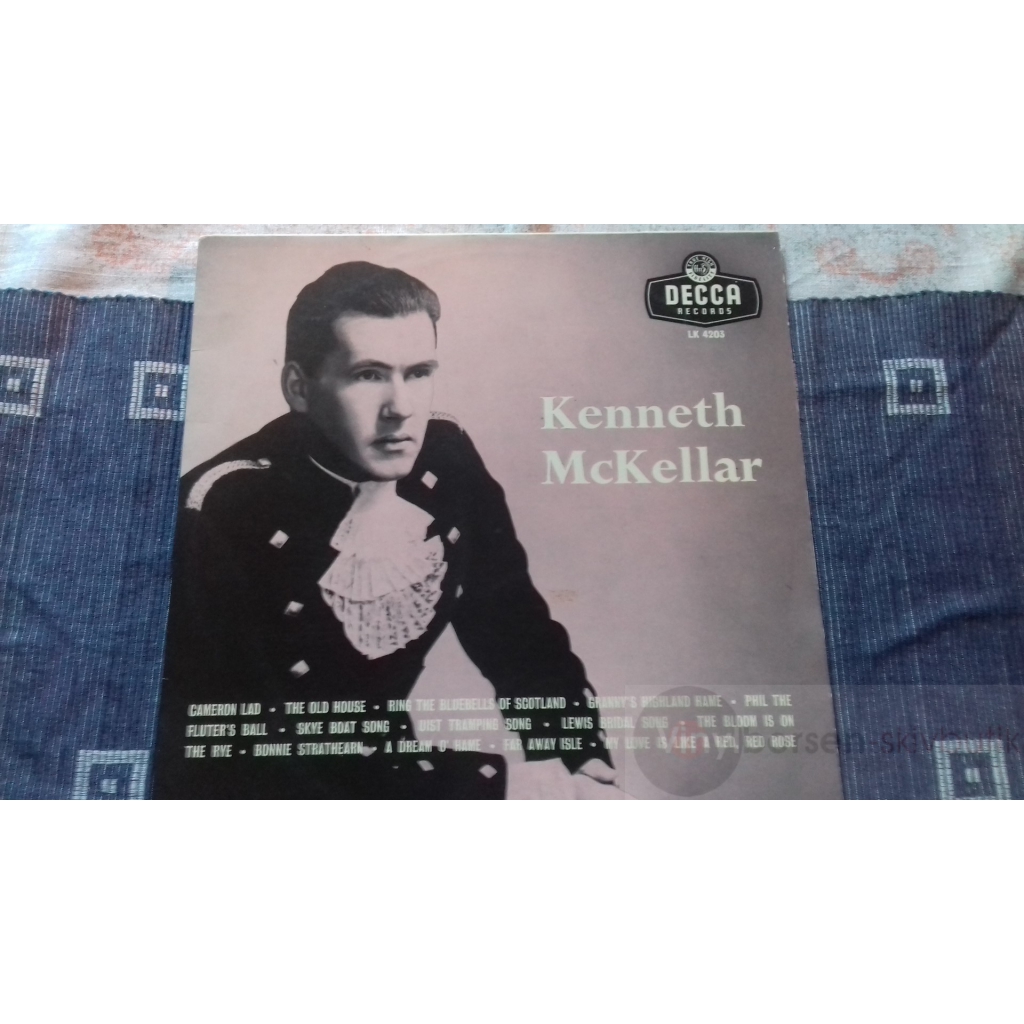 DECCA
RECORDS
LK 4203
Kenneth
McKellar
CAMERON LAD - THE OLD HOUSE - RING THE BLUEBELLS OF SCOTLAND - GRANNY'S HIGHLAND HAME - PHIL THE
FLUTER'S BALL - SKYE BOAT SONG - DUST TRAMPING SONG - LEWIS BRIDAL SONG - THE BLOOM IS ON
THE RYE - BONNIE STRATHEARN - A DREAM O' HAME - FAR AWAY ISLE - MY LOVE IS LIKE A RED, RED ROSE